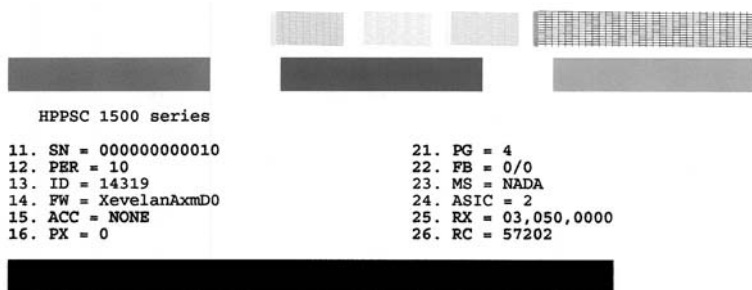 HPPSC 1500 series
11. SN = 000000000010
12. PER = 10
13. ID = 14319
14. FW = XevelanAxmD0
15. ACC = NONE
16. PX = 0
21. PG = 4
22. FB = 0/0
23. MS = NADA
24. ASIC = 2
25. RX = 03,050,0000
26. RC = 57202